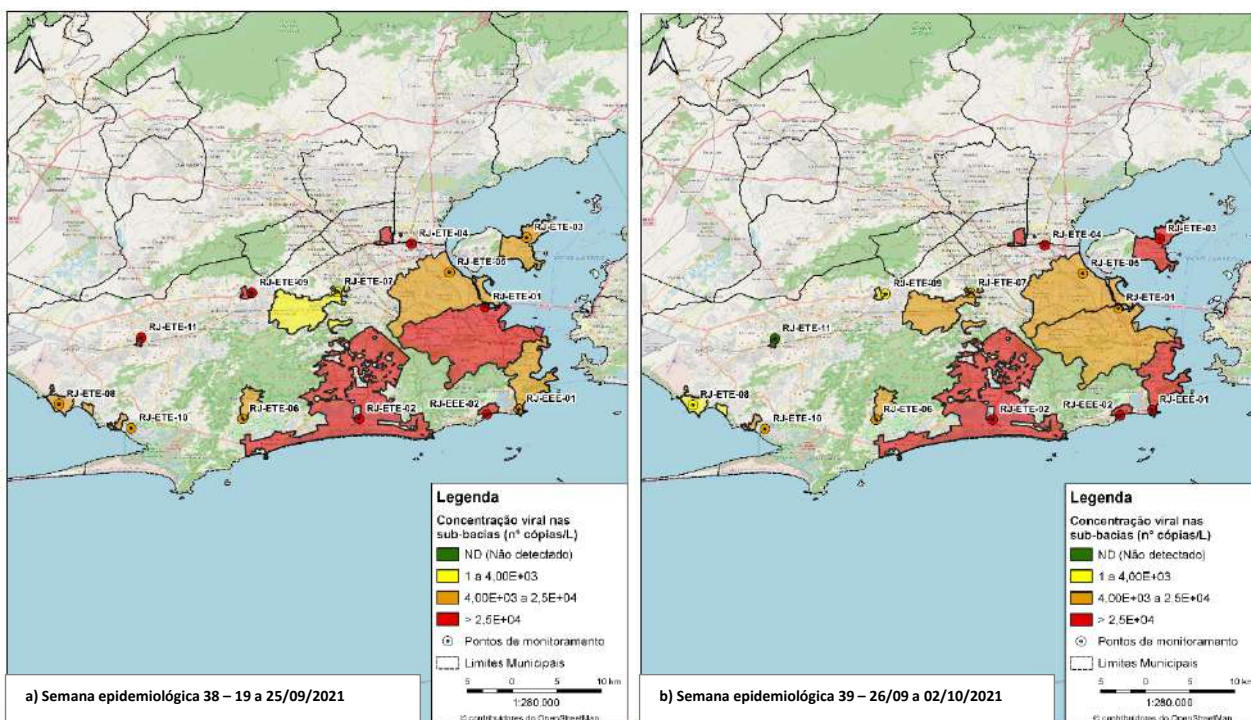 RJ-ETE-03
RJ-ETE-04
RJ-ETE-05
RJ-ETE-09
RJ-ETE-07
RJ-ETE-01
RJ-ETE-11
RJ-ETE-08
RJ-ETE-10
RJ-ETE-06
RJ-ETE-02
RJ-EEE-02
RJ-EEE-01
Legenda
Concentração viral nas
sub-bacias (n° cópias/L)
ND (Não detectado)
1 a 4,00E+03
4,00E+03 a 2,5E+04
> 2,5E+04
Pontos de monitoramento
Limites Municipais
5 0 5 10 km
1:280.000
© contribuidores do OpenStreetMap
a) Semana epidemiológica 38 – 19 a 25/09/2021
RJ-ETE-03
RJ-ETE-04
RJ-ETE-05
RJ-ETE-09
RJ-ETE-07
RJ-ETE-01
RJ-ETE-11
RJ-ETE-08
RJ-ETE-10
RJ-ETE-06
RJ-ETE-02
RJ-EEE-02
RJ-EEE-01
Legenda
Concentração viral nas
sub-bacias (n° cópias/L)
ND (Não detectado)
1 a 4,00E+03
4,00E+03 a 2,5E+04
> 2,5E+04
Pontos de monitoramento
Limites Municipais
5 0 5 10 km
1:280.000
© contribuidores do OpenStreetMap
b) Semana epidemiológica 39 – 26/09 a 02/10/2021